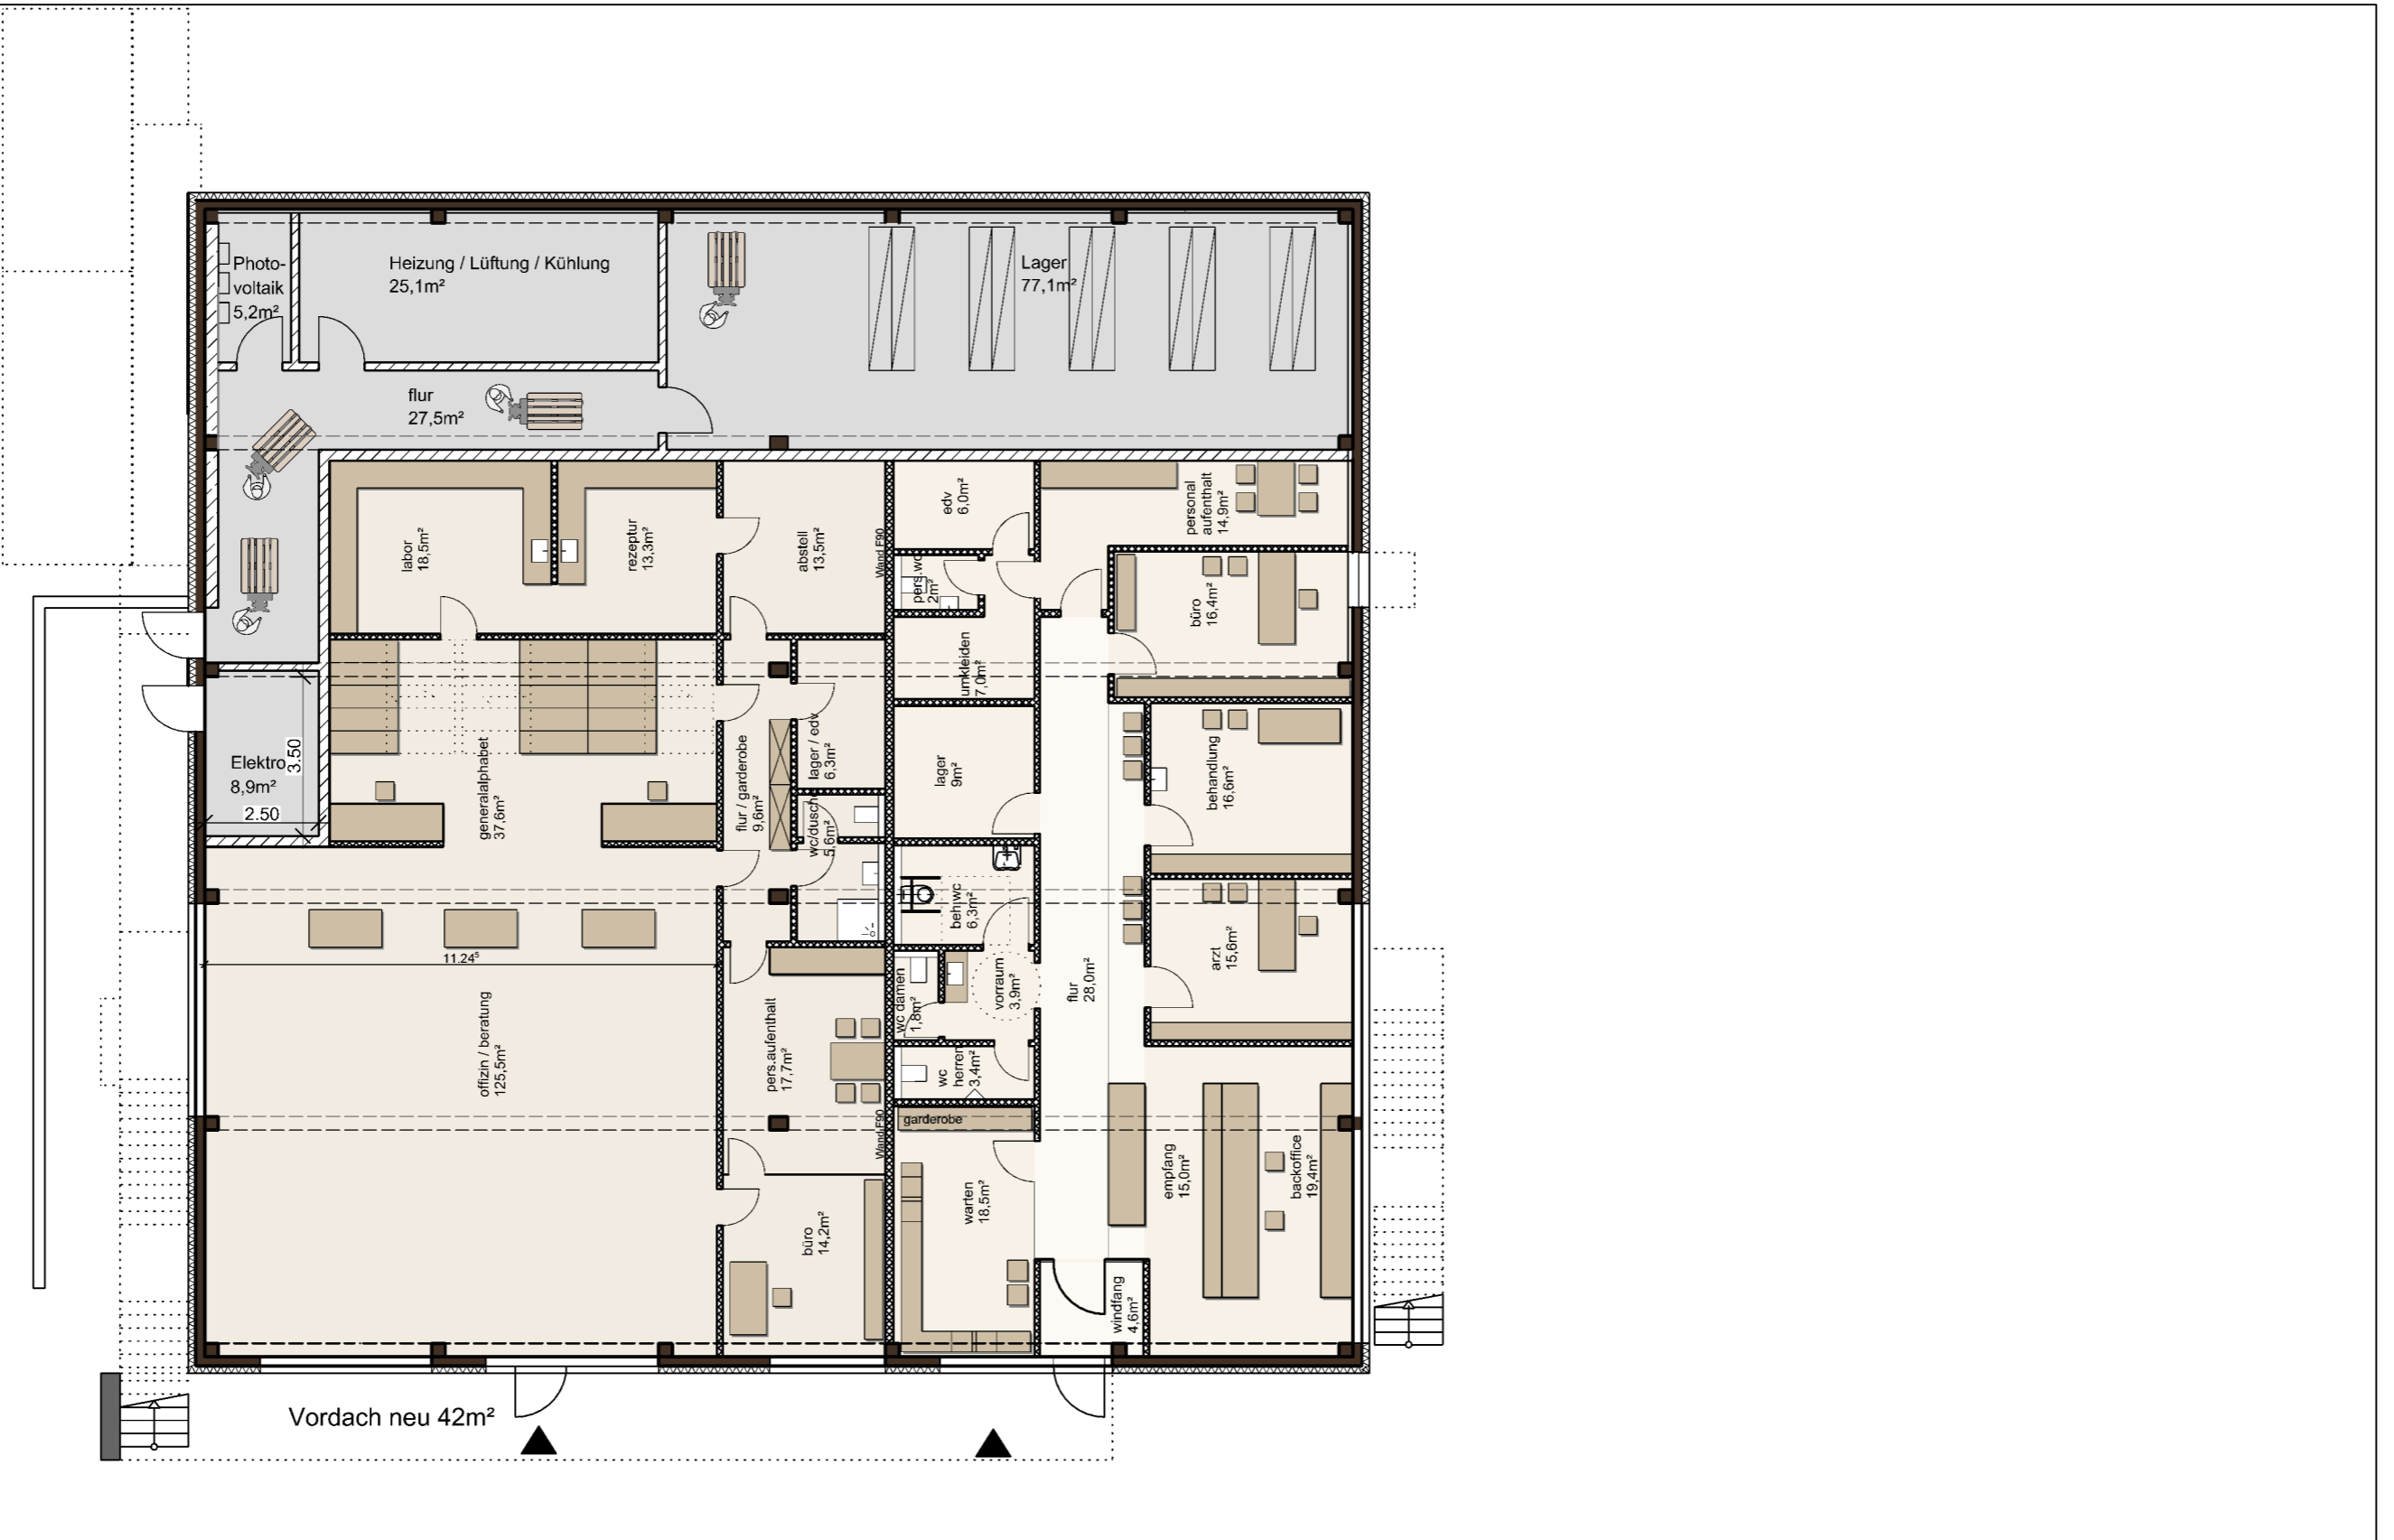 Photo-
voltaik
5,2m²
Heizung / Lüftung / Kühlung
25,1m²
Lager
77,1m²
flur
27,5m²
labor
18,5m²
rezeptur
13,3m²
abstell
13,5m²
Wand F90
edv
6,0m²
personal
aufenthalt
14,9m²
pers.wc
2m²
büro
16,4m²
umkleiden
7,0m²
Elektro
8,9m²
3.50
2.50
generalalphabet
37,6m²
flur / garderobe
9,6m²
lager / edv
6,3m²
wc/dusche
5,6m²
lager
9m²
behandlung
16,6m²
beh.wc
6,3m²
11.24⁵
offizin / beratung
125,5m²
pers.aufenthalt
17,7m²
wc damen
1,8m²
vorraum
3,9m²
flur
28,0m²
arzt
15,6m²
wc
herren
3,4m²
Wand F90
garderobe
warten
18,5m²
empfang
15,0m²
backoffice
19,4m²
büro
14,2m²
windfang
4,6m²
Vordach neu 42m²